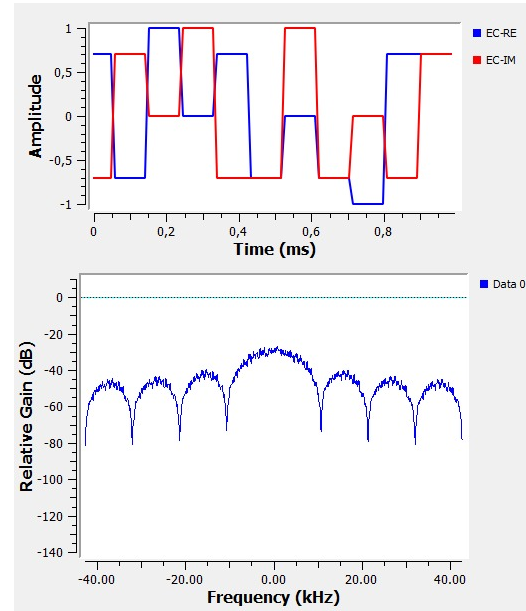 EC-RE
EC-IM
Amplitude
1
0,5
0
-0,5
-1
0 0,2 0,4 0,6 0,8
Time (ms)
Data 0
Relative Gain (dB)
0
-20
-40
-60
-80
-100
-120
-140
-40.00 -20.00 0.00 20.00 40.00
Frequency (kHz)